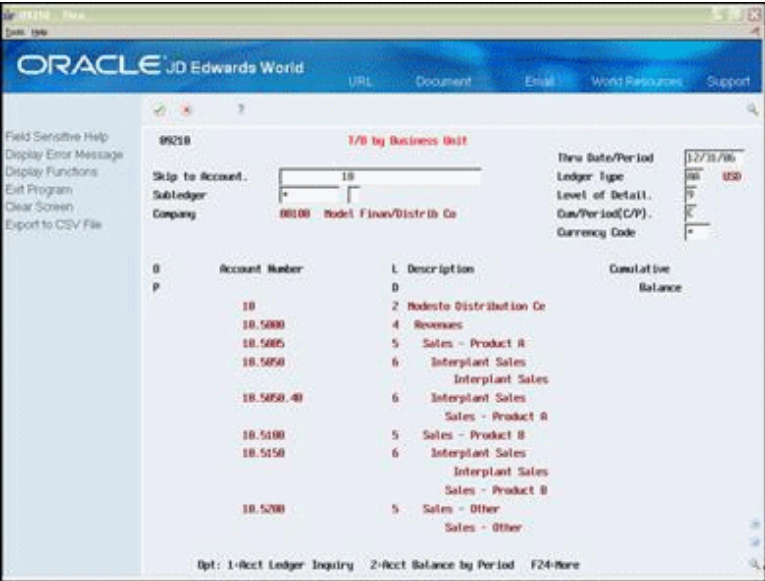 Tools Help
ORACLE JD Edwards World
URL Document Email World Resources Support
?
Field Sensitive Help
Display Error Message
Display Functions
Exit Program
Clear Screen
Export to CSV File
09210 T/B by Business Unit
Thru Date/Period 12/31/06
Skip to Account. 10 Ledger Type AA USD
Subledger * Level of Detail. 9
Company 00100 Model Finan/Distrib Co Cum/Period(C/P). C
Currency Code *
O Account Number L Description Cumulative
P D Balance
10 2 Modesto Distribution Ce
10.5000 4 Revenues
10.5005 5 Sales - Product A
10.5050 6 Interplant Sales
Interplant Sales
10.5050.40 6 Interplant Sales
Sales - Product A
10.5100 5 Sales - Product B
10.5150 6 Interplant Sales
Interplant Sales
Sales - Product B
10.5200 5 Sales - Other
Sales - Other
Opt: 1=Acct Ledger Inquiry 2=Acct Balance by Period F24=More